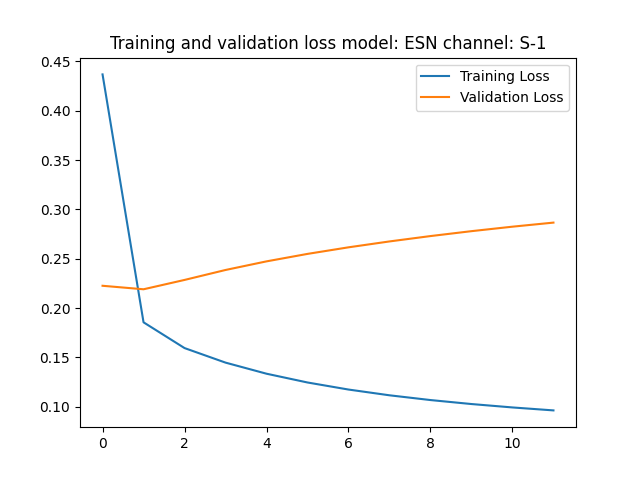 Training and validation loss model: ESN channel: S-1
Training Loss
Validation Loss
0.45
0.40
0.35
0.30
0.25
0.20
0.15
0.10
0 2 4 6 8 10